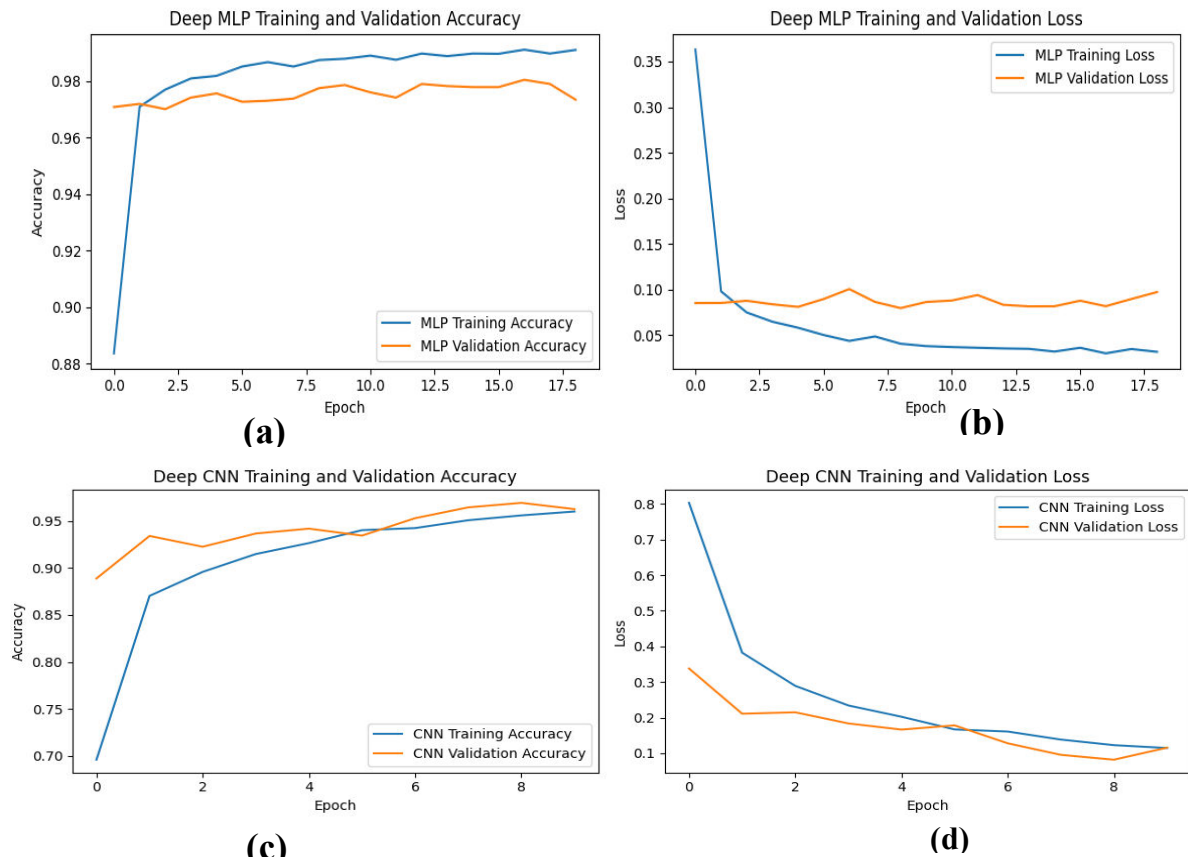 Deep MLP Training and Validation Accuracy
0.98
0.96
0.94
0.92
0.90
0.88
Accuracy
MLP Training Accuracy
MLP Validation Accuracy
0.0 2.5 5.0 7.5 10.0 12.5 15.0 17.5
Epoch
(a)
Deep MLP Training and Validation Loss
0.35
0.30
0.25
0.20
0.15
0.10
0.05
Loss
MLP Training Loss
MLP Validation Loss
0.0 2.5 5.0 7.5 10.0 12.5 15.0 17.5
Epoch
(b)
Deep CNN Training and Validation Accuracy
0.95
0.90
0.85
0.80
0.75
0.70
Accuracy
CNN Training Accuracy
CNN Validation Accuracy
0 2 4 6 8
Epoch
(c)
Deep CNN Training and Validation Loss
0.8
0.7
0.6
0.5
0.4
0.3
0.2
0.1
Loss
CNN Training Loss
CNN Validation Loss
0 2 4 6 8
Epoch
(d)